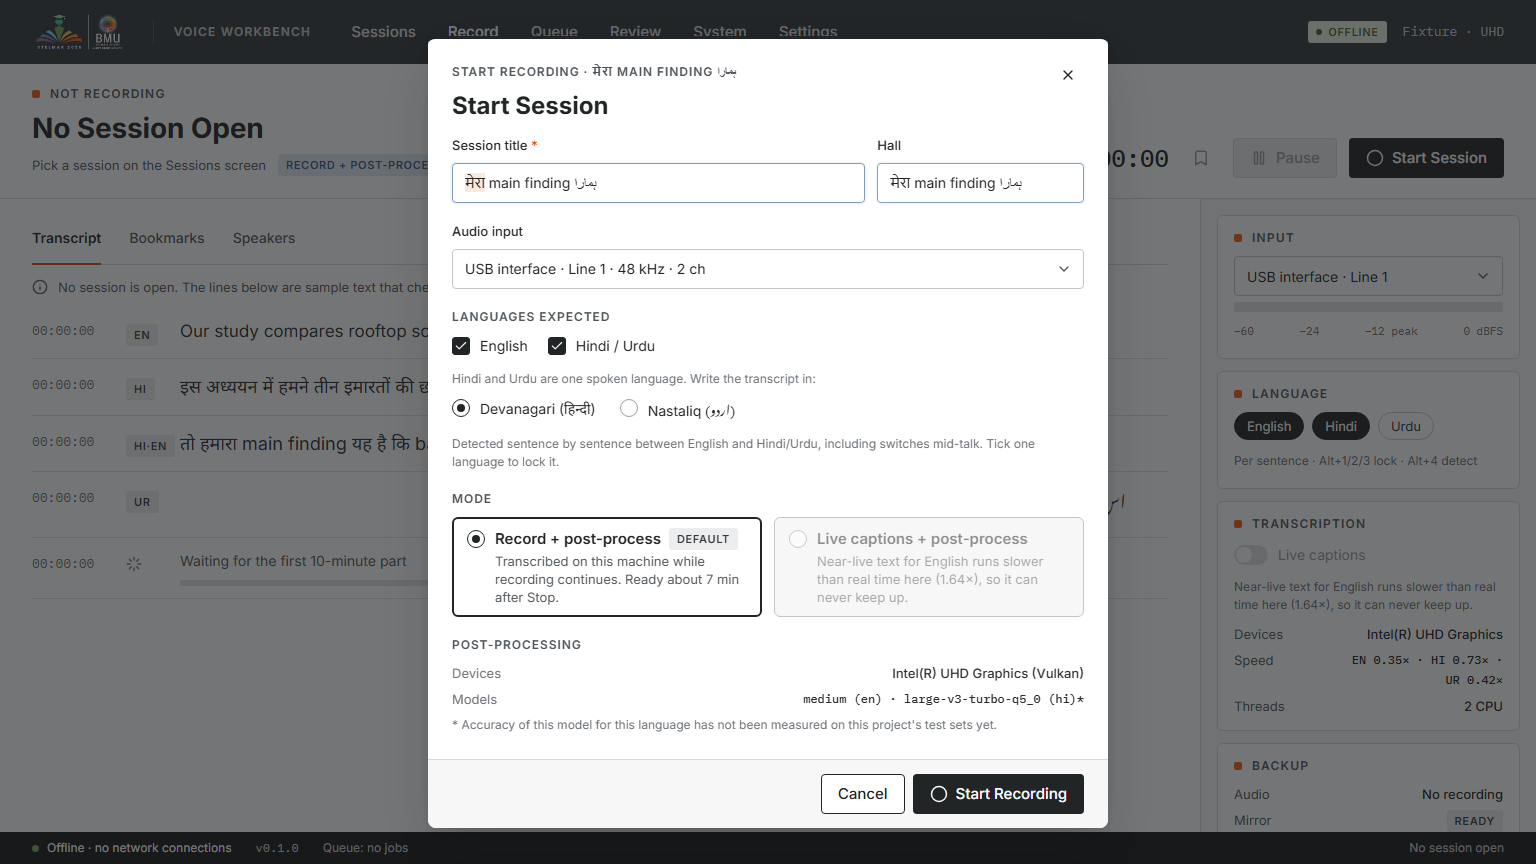 BMU
VOICE WORKBENCH
Sessions
Record
Queue
Review
System
Settings
OFFLINE
Fixture · UHD
NOT RECORDING
No Session Open
Pick a session on the Sessions screen
RECORD + POST-PROCE
00:00
Pause
Start Session
Transcript
Bookmarks
Speakers
No session is open. The lines below are sample text that che
00:00:00 EN Our study compares rooftop sc
00:00:00 HI इस अध्ययन में हमने तीन इमारतों की छ
00:00:00 HI·EN तो हमारा main finding यह है कि ba
00:00:00 UR
00:00:00 Waiting for the first 10-minute part
START RECORDING · मेरा MAIN FINDING ہمارا
Start Session
Session title *
मेरा main finding ہمارا
Hall
मेरा main finding ہمارا
Audio input
USB interface · Line 1 · 48 kHz · 2 ch
LANGUAGES EXPECTED
English
Hindi / Urdu
Hindi and Urdu are one spoken language. Write the transcript in:
Devanagari (हिन्दी)
Nastaliq (اردو)
Detected sentence by sentence between English and Hindi/Urdu, including switches mid-talk. Tick one
language to lock it.
MODE
Record + post-process DEFAULT
Transcribed on this machine while
recording continues. Ready about 7 min
after Stop.
Live captions + post-process
Near-live text for English runs slower
than real time here (1.64×), so it can
never keep up.
POST-PROCESSING
Devices Intel(R) UHD Graphics (Vulkan)
Models medium (en) · large-v3-turbo-q5_0 (hi)*
* Accuracy of this model for this language has not been measured on this project's test sets yet.
Cancel
Start Recording
INPUT
USB interface · Line 1
−60 −24 −12 peak 0 dBFS
LANGUAGE
English
Hindi
Urdu
Per sentence · Alt+1/2/3 lock · Alt+4 detect
TRANSCRIPTION
Live captions
Near-live text for English runs slower than real
time here (1.64×), so it can never keep up.
Devices Intel(R) UHD Graphics
Speed EN 0.35× · HI 0.73× ·
UR 0.42×
Threads 2 CPU
BACKUP
Audio No recording
Mirror READY
Offline · no network connections
v0.1.0
Queue: no jobs
No session open